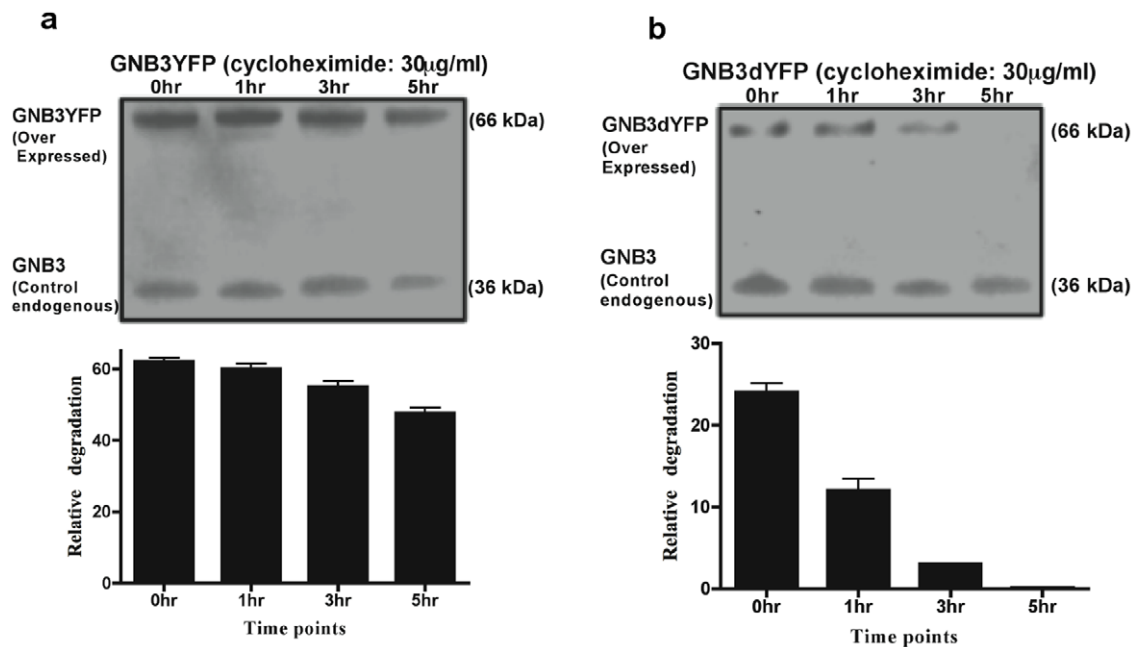 a
GNB3YFP (cycloheximide: 30μg/ml)
0hr 1hr 3hr 5hr
GNB3YFP
(Over
Expressed)
(66 kDa)
GNB3
(Control
endogenous)
(36 kDa)
Relative degradation
60
40
20
0
0hr 1hr 3hr 5hr
Time points
b
GNB3dYFP (cycloheximide: 30μg/ml)
0hr 1hr 3hr 5hr
GNB3dYFP
(Over
Expressed)
(66 kDa)
GNB3
(Control
endogenous)
(36 kDa)
Relative degradation
30
20
10
0
0hr 1hr 3hr 5hr
Time points